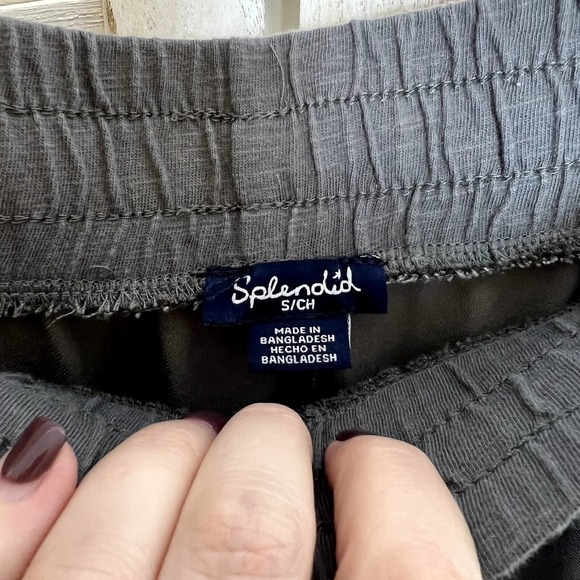 Splendid
S/CH
MADE IN
BANGLADESH
HECHO EN
BANGLADESH